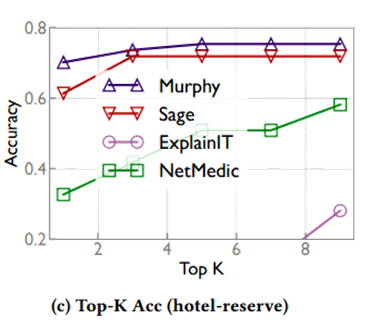 0.8
0.6
0.4
0.2
Accuracy
Murphy
Sage
ExplainIT
NetMedic
2 4 6 8
Top K
(c) Top-K Acc (hotel-reserve)